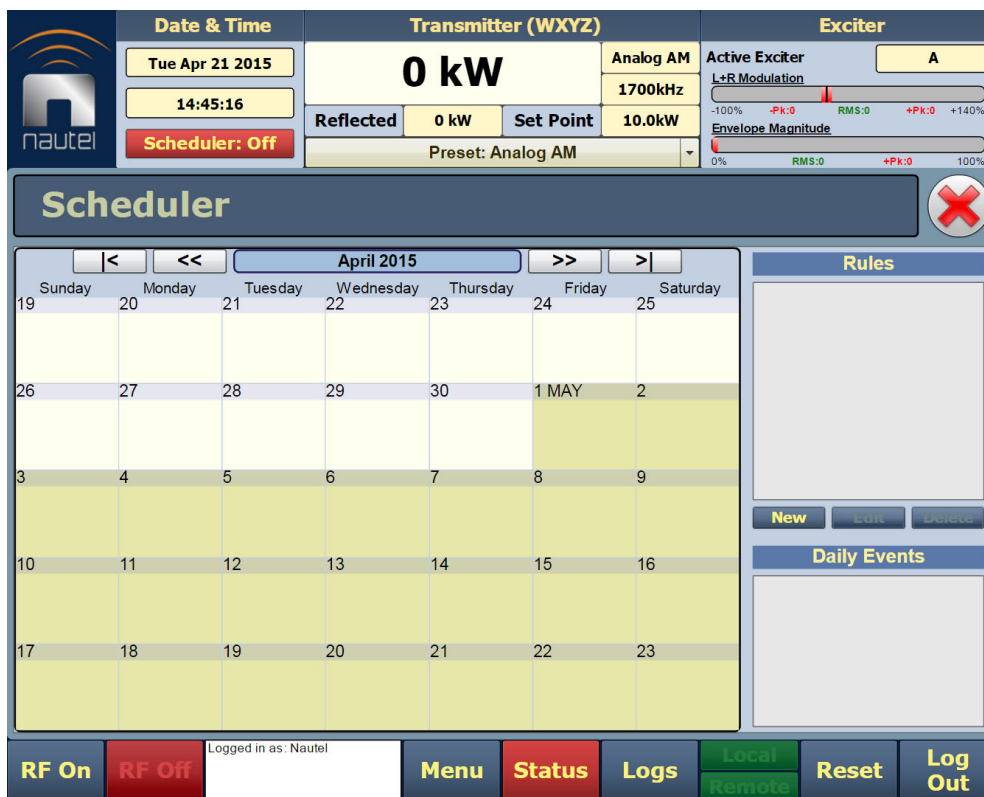 nautel
Date & Time
Tue Apr 21 2015
14:45:16
Scheduler: Off
Transmitter (WXYZ)
0 kW
Analog AM
1700kHz
Reflected 0 kW Set Point 10.0kW
Preset: Analog AM
Exciter
Active Exciter A
L+R Modulation
-100% -Pk:0 RMS:0 +Pk:0 +140%
Envelope Magnitude
0% RMS:0 +Pk:0 100%
Scheduler
|< << April 2015 >> >|
Sunday Monday Tuesday Wednesday Thursday Friday Saturday
19 20 21 22 23 24 25
26 27 28 29 30 1 MAY 2
3 4 5 6 7 8 9
10 11 12 13 14 15 16
17 18 19 20 21 22 23
Rules
New Edit Delete
Daily Events
RF On
RF Off
Logged in as: Nautel
Menu
Status
Logs
Local
Remote
Reset
Log
Out